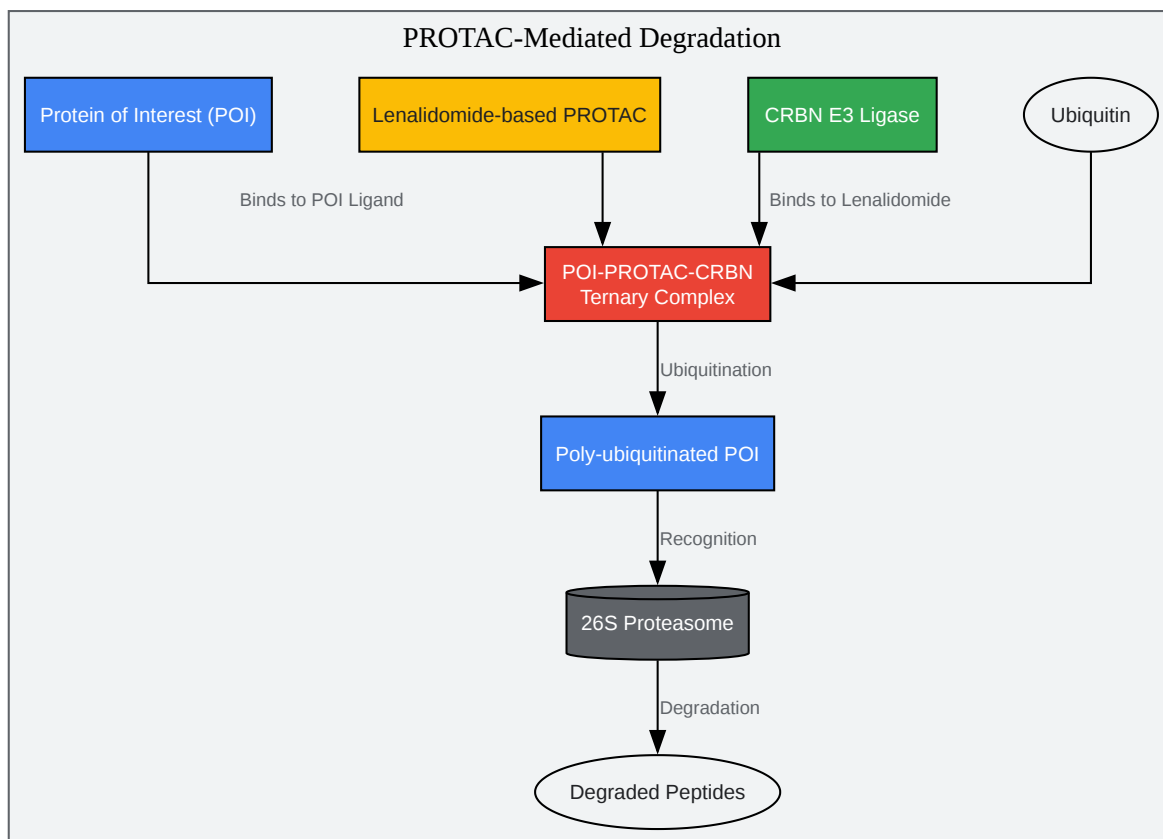 PROTAC-Mediated Degradation
Protein of Interest (POI)
Lenalidomide-based PROTAC
CRBN E3 Ligase
Ubiquitin
Binds to POI Ligand
Binds to Lenalidomide
POI-PROTAC-CRBN
Ternary Complex
Ubiquitination
Poly-ubiquitinated POI
Recognition
26S Proteasome
Degradation
Degraded Peptides